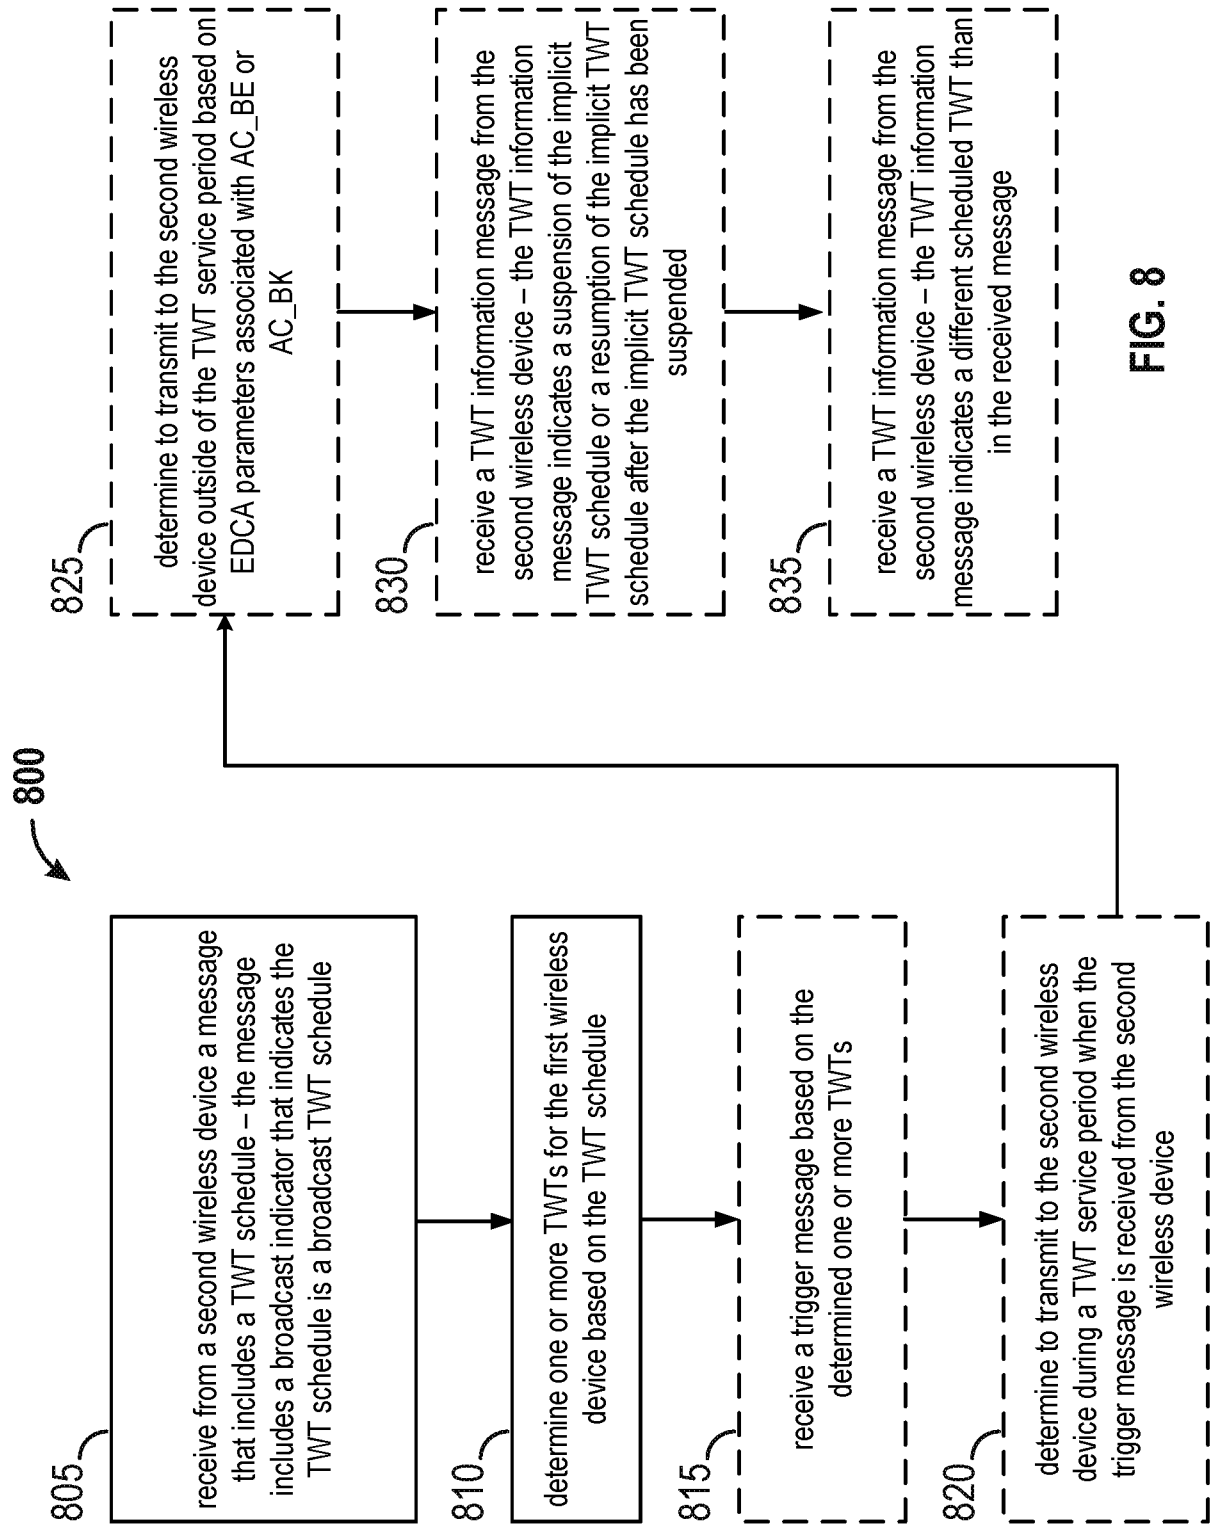 800
805
receive from a second wireless device a message
that includes a TWT schedule – the message
includes a broadcast indicator that indicates the
TWT schedule is a broadcast TWT schedule
810
determine one or more TWTs for the first wireless
device based on the TWT schedule
815
receive a trigger message based on the
determined one or more TWTs
820
determine to transmit to the second wireless
device during a TWT service period when the
trigger message is received from the second
wireless device
825
determine to transmit to the second wireless
device outside of the TWT service period based on
EDCA parameters associated with AC_BE or
AC_BK
830
receive a TWT information message from the
second wireless device – the TWT information
message indicates a suspension of the implicit
TWT schedule or a resumption of the implicit TWT
schedule after the implicit TWT schedule has been
suspended
835
receive a TWT information message from the
second wireless device – the TWT information
message indicates a different scheduled TWT than
in the received message
FIG. 8